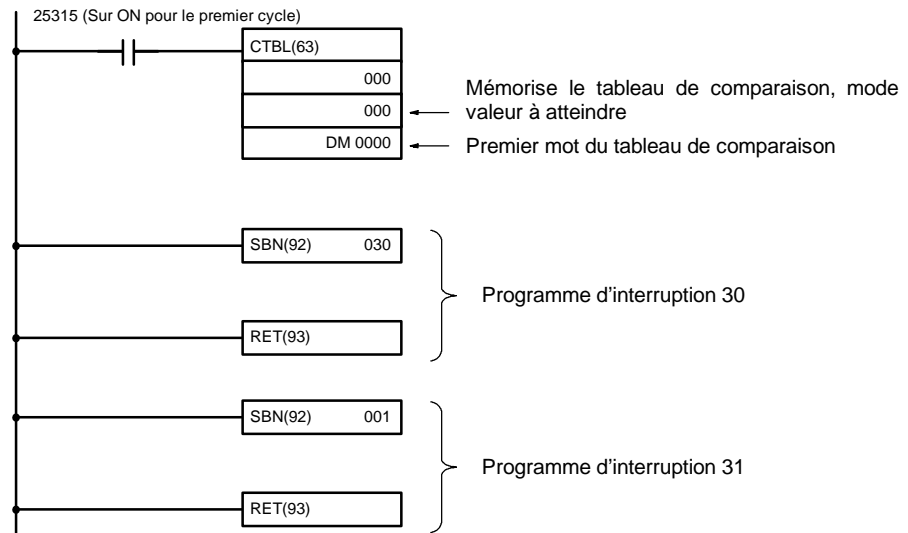 25315 (Sur ON pour le premier cycle)
CTBL(63)
000
000
DM 0000
Mémorise le tableau de comparaison, mode
valeur à atteindre
Premier mot du tableau de comparaison
SBN(92) 030
Programme d'interruption 30
RET(93)
SBN(92) 001
Programme d'interruption 31
RET(93)